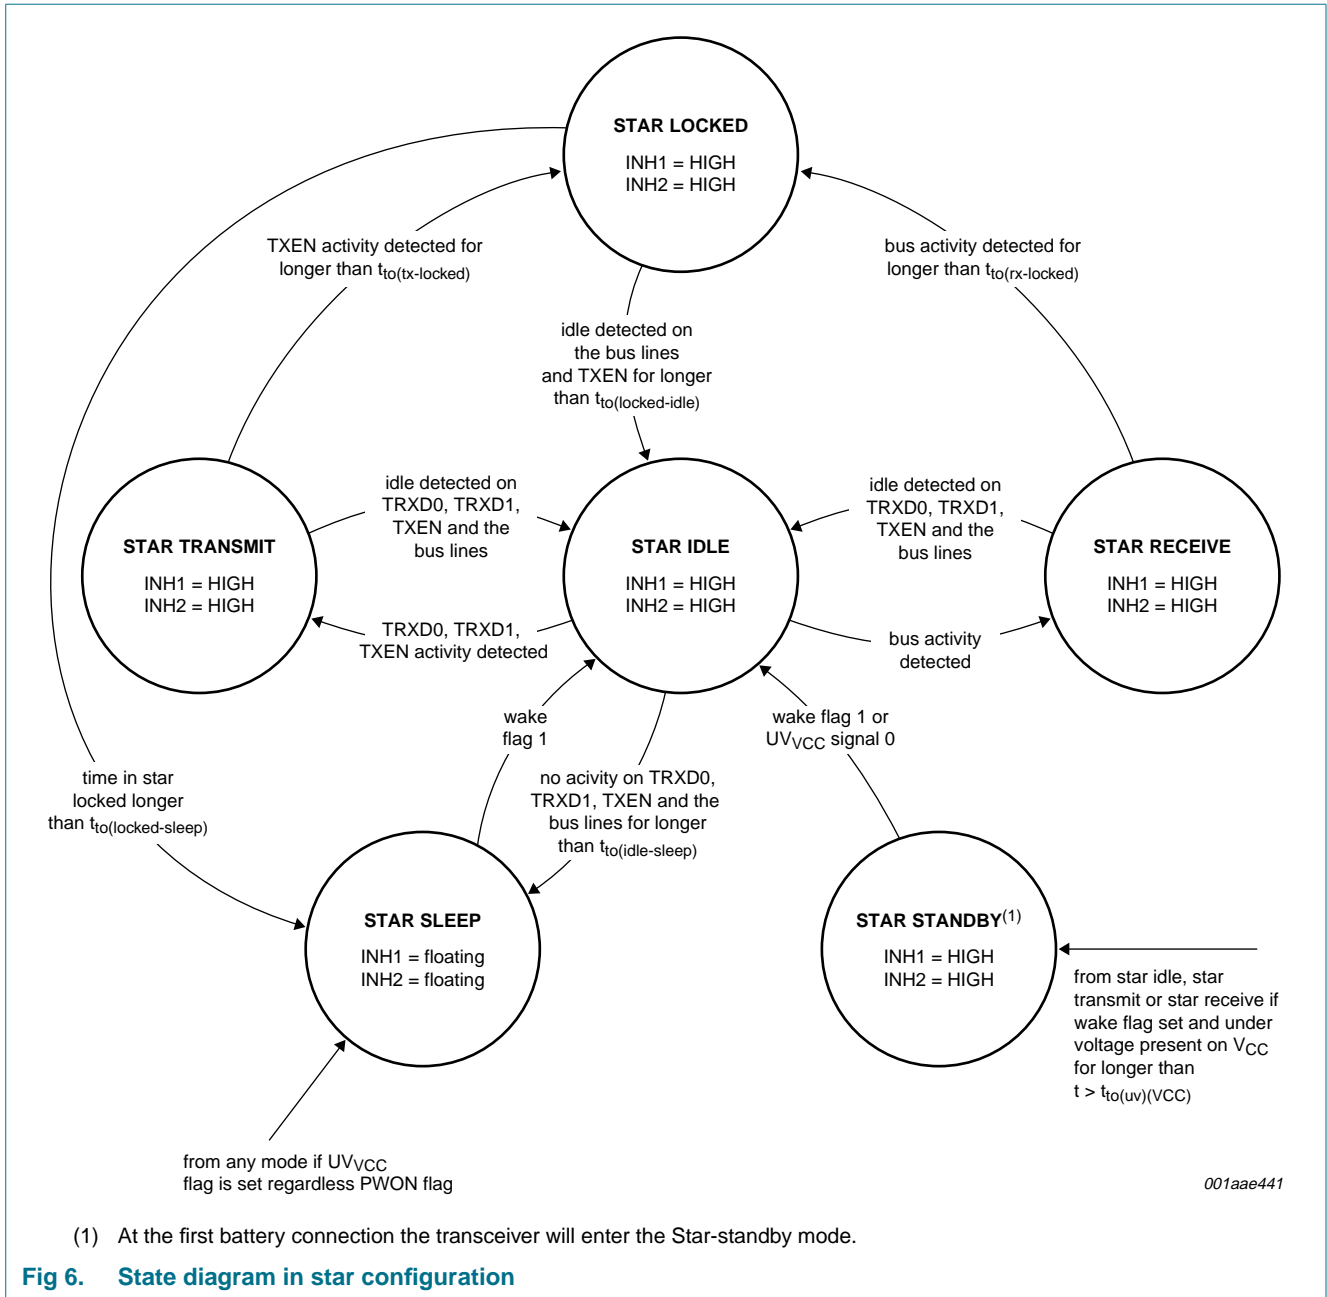 STAR LOCKED
INH1 = HIGH
INH2 = HIGH
TXEN activity detected for
longer than tto(tx-locked)
bus activity detected for
longer than tto(rx-locked)
idle detected on
the bus lines
and TXEN for longer
than tto(locked-idle)
STAR TRANSMIT
INH1 = HIGH
INH2 = HIGH
idle detected on
TRXD0, TRXD1,
TXEN and the
bus lines
STAR IDLE
INH1 = HIGH
INH2 = HIGH
idle detected on
TRXD0, TRXD1,
TXEN and the
bus lines
STAR RECEIVE
INH1 = HIGH
INH2 = HIGH
TRXD0, TRXD1,
TXEN activity detected
bus activity
detected
wake
flag 1
wake flag 1 or
UVVCC signal 0
time in star
locked longer
than tto(locked-sleep)
no acivity on TRXD0,
TRXD1, TXEN and the
bus lines for longer
than tto(idle-sleep)
STAR SLEEP
INH1 = floating
INH2 = floating
STAR STANDBY(1)
INH1 = HIGH
INH2 = HIGH
from star idle, star
transmit or star receive if
wake flag set and under
voltage present on VCC
for longer than
t > tto(uv)(VCC)
from any mode if UVVCC
flag is set regardless PWON flag
001aae441
(1) At the first battery connection the transceiver will enter the Star-standby mode.
Fig 6. State diagram in star configuration